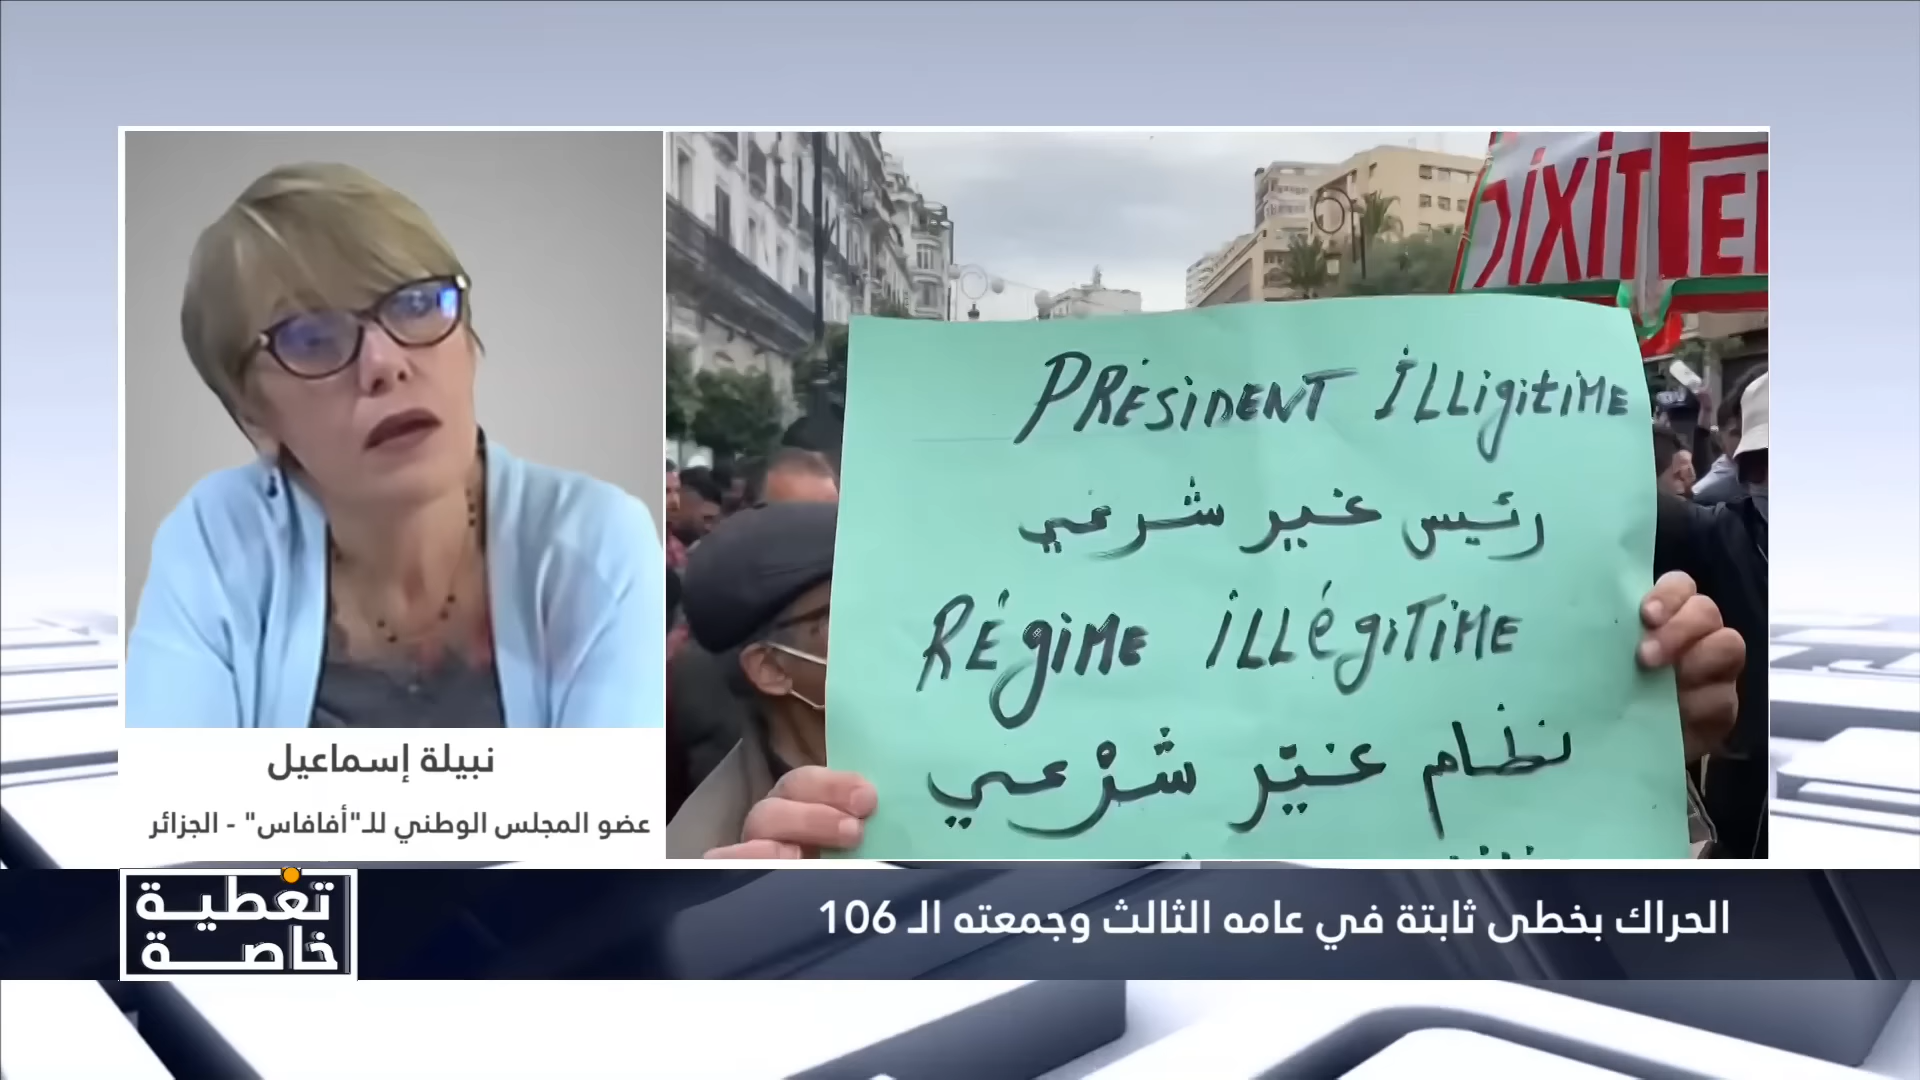 DIXIT
PRÉSIDENT ILLIGITIME
رئيس غير شرعي
RÉGIME ILLÉGITIME
نظام غير شرعي
نبيلة إسماعيل
عضو المجلس الوطني للـ"أفافاس" - الجزائر
الحراك بخطى ثابتة في عامه الثالث وجمعته الـ 106
تغطية
خاصة